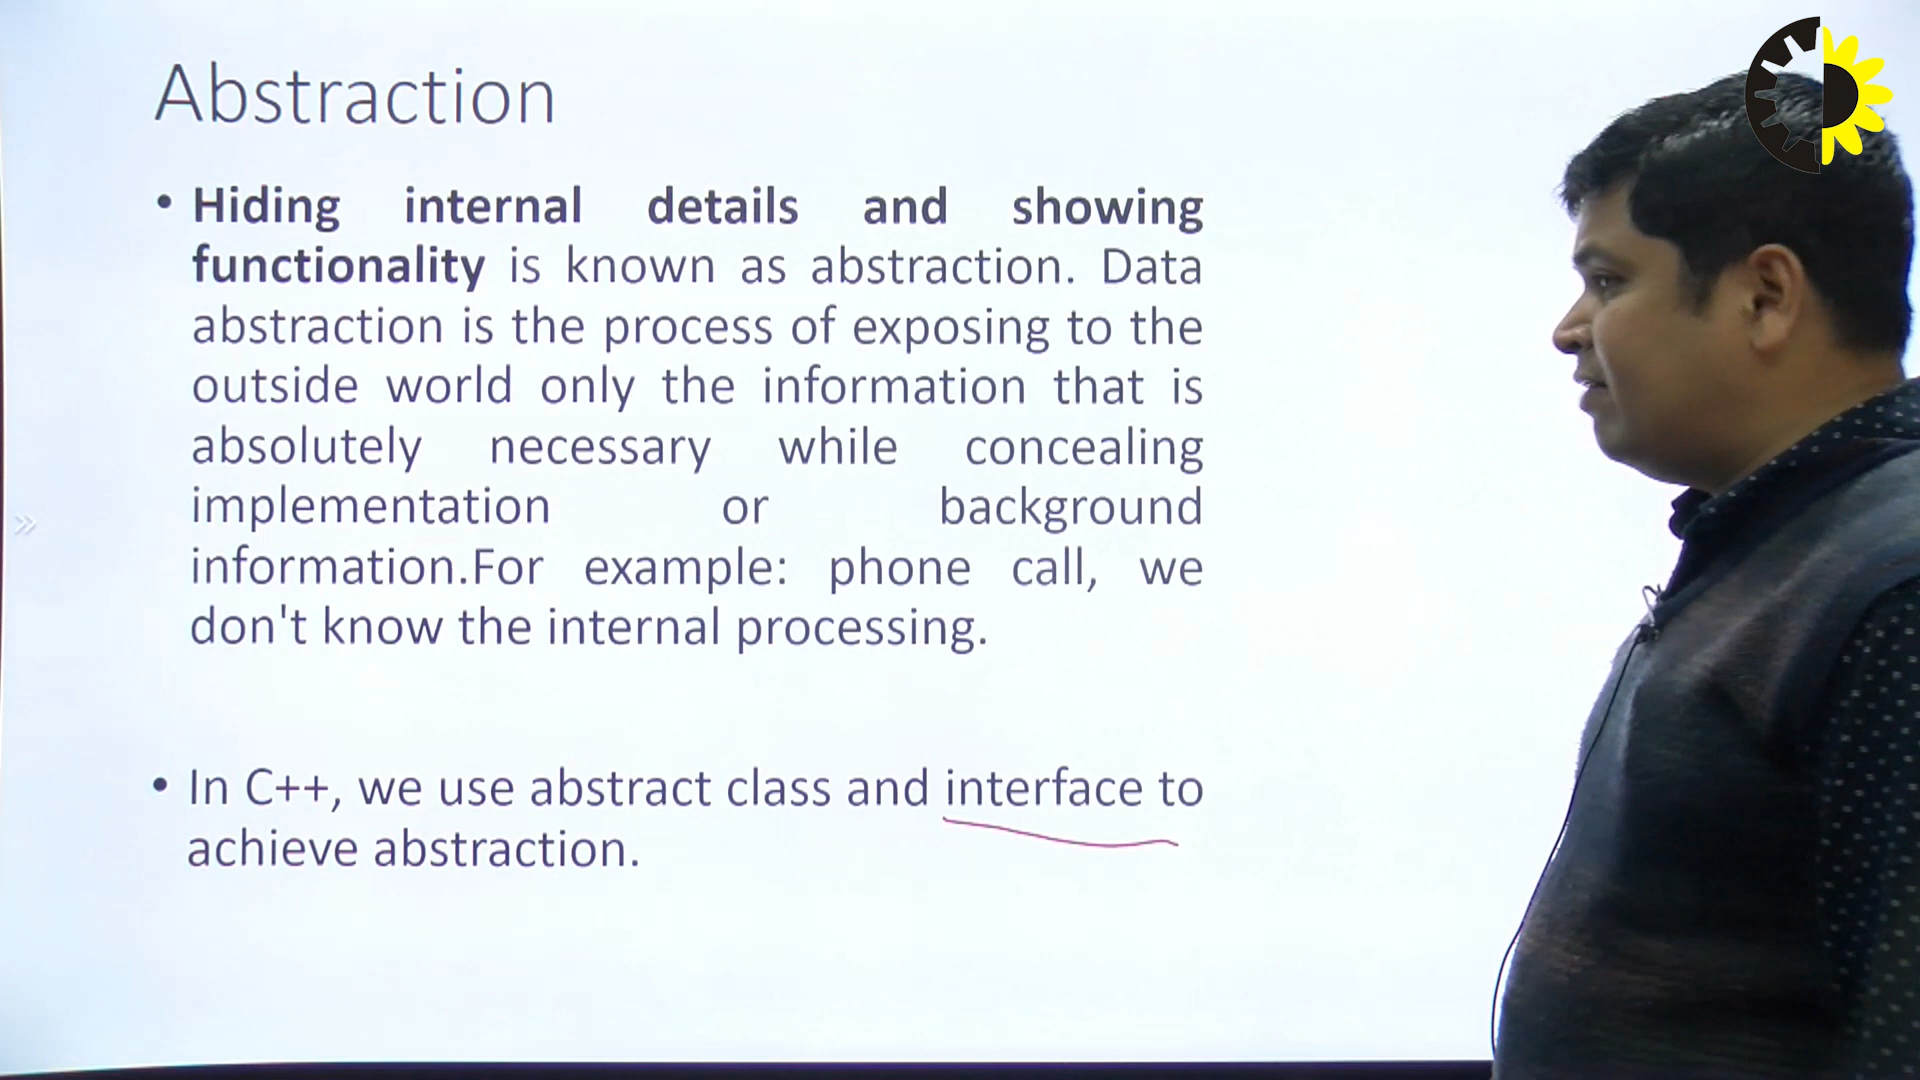 Abstraction
• Hiding internal details and showing
functionality is known as abstraction. Data
abstraction is the process of exposing to the
outside world only the information that is
absolutely necessary while concealing
implementation or background
information.For example: phone call, we
don't know the internal processing.
• In C++, we use abstract class and interface to
achieve abstraction.